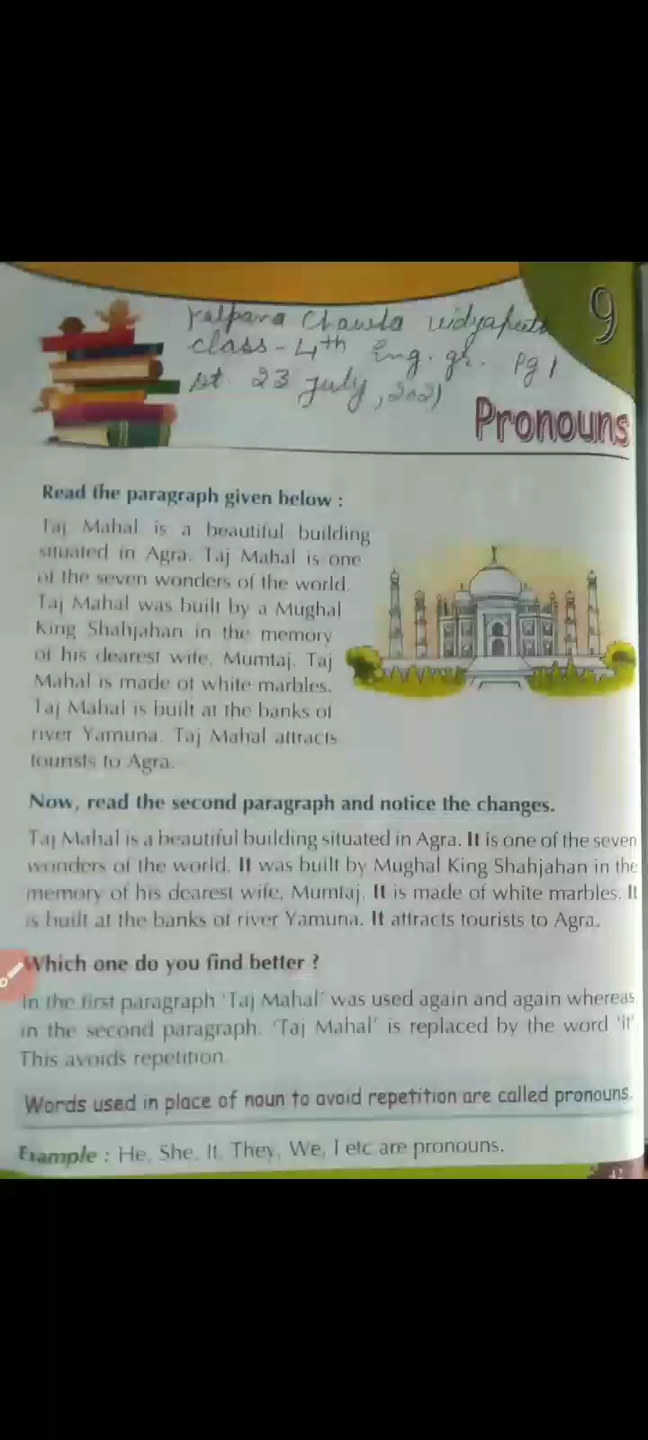 Kalpana Chawla Vidyapeeth
9
class - 4th Eng. gr. Pg 1
dt. 23 July, 2021
Pronouns
Read the paragraph given below :
Taj Mahal is a beautiful building
situated in Agra. Taj Mahal is one
of the seven wonders of the world.
Taj Mahal was built by a Mughal
King Shahjahan in the memory
of his dearest wife, Mumtaj. Taj
Mahal is made of white marbles.
Taj Mahal is built at the banks of
river Yamuna. Taj Mahal attracts
tourists to Agra.
Now, read the second paragraph and notice the changes.
Taj Mahal is a beautiful building situated in Agra. It is one of the seven
wonders of the world. It was built by Mughal King Shahjahan in the
memory of his dearest wife, Mumtaj. It is made of white marbles. It
is built at the banks of river Yamuna. It attracts tourists to Agra.
Which one do you find better ?
In the first paragraph 'Taj Mahal' was used again and again whereas
in the second paragraph. 'Taj Mahal' is replaced by the word 'it'
This avoids repetition.
Words used in place of noun to avoid repetition are called pronouns.
Example : He, She, It, They, We, I etc are pronouns.